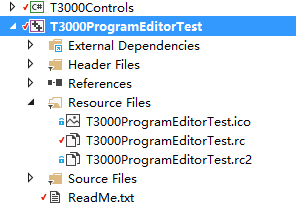 C# T3000Controls
T3000ProgramEditorTest
External Dependencies
Header Files
References
Resource Files
T3000ProgramEditorTest.ico
T3000ProgramEditorTest.rc
T3000ProgramEditorTest.rc2
Source Files
ReadMe.txt